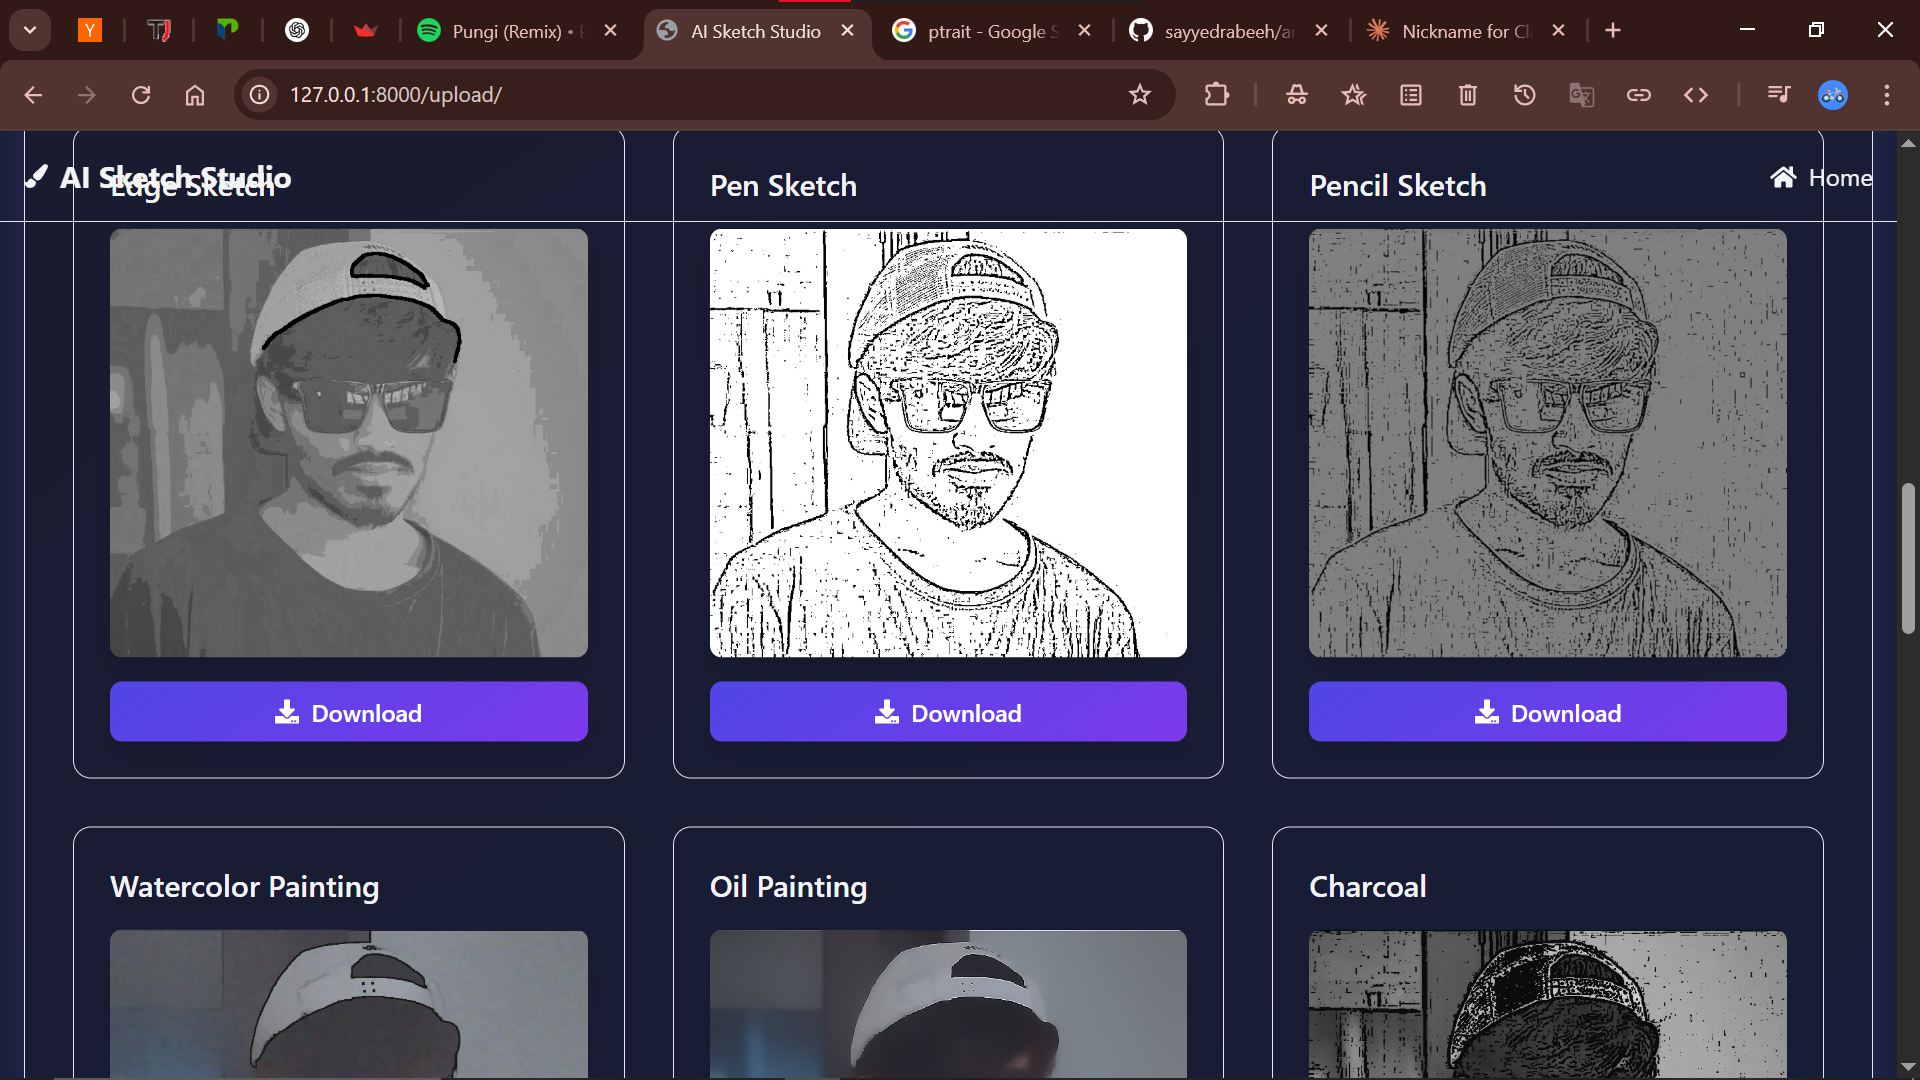 Pungi (Remix) •
AI Sketch Studio
ptrait - Google S
sayyedrabeeh/ar
Nickname for Cl
127.0.0.1:8000/upload/
AI Sketch Studio
Home
Edge Sketch
Pen Sketch
Pencil Sketch
Download
Download
Download
Watercolor Painting
Oil Painting
Charcoal